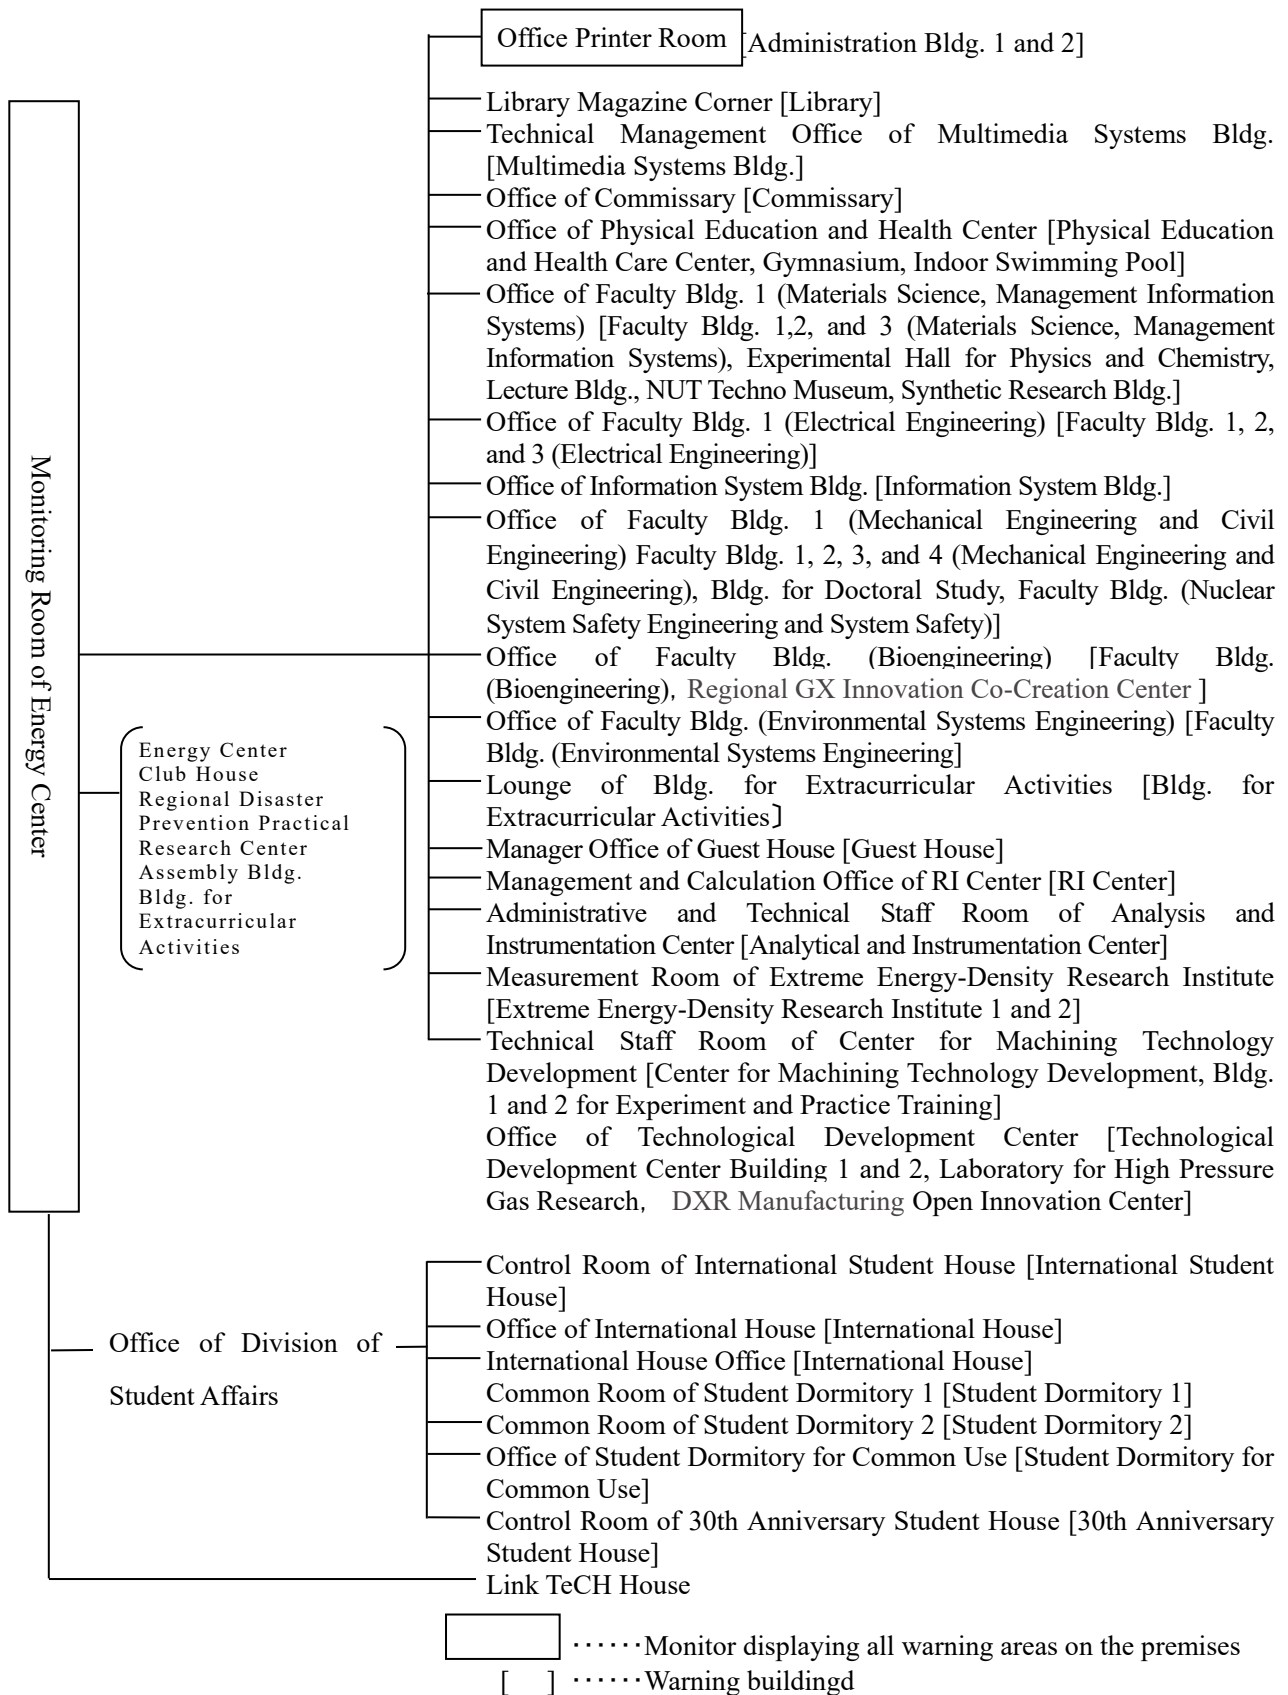 Office Printer Room [Administration Bldg. 1 and 2]
Library Magazine Corner [Library]
Technical Management Office of Multimedia Systems Bldg.
[Multimedia Systems Bldg.]
Office of Commissary [Commissary]
Office of Physical Education and Health Center [Physical Education
and Health Care Center, Gymnasium, Indoor Swimming Pool]
Office of Faculty Bldg. 1 (Materials Science, Management Information
Systems) [Faculty Bldg. 1,2, and 3 (Materials Science, Management
Information Systems), Experimental Hall for Physics and Chemistry,
Lecture Bldg., NUT Techno Museum, Synthetic Research Bldg.]
Office of Faculty Bldg. 1 (Electrical Engineering) [Faculty Bldg. 1, 2,
and 3 (Electrical Engineering)]
Office of Information System Bldg. [Information System Bldg.]
Office of Faculty Bldg. 1 (Mechanical Engineering and Civil
Engineering) Faculty Bldg. 1, 2, 3, and 4 (Mechanical Engineering and
Civil Engineering), Bldg. for Doctoral Study, Faculty Bldg. (Nuclear
System Safety Engineering and System Safety)]
Office of Faculty Bldg. (Bioengineering) [Faculty Bldg.
(Bioengineering), Regional GX Innovation Co-Creation Center ]
Office of Faculty Bldg. (Environmental Systems Engineering) [Faculty
Bldg. (Environmental Systems Engineering]
Lounge of Bldg. for Extracurricular Activities [Bldg. for
Extracurricular Activities〕
Manager Office of Guest House [Guest House]
Management and Calculation Office of RI Center [RI Center]
Administrative and Technical Staff Room of Analysis and
Instrumentation Center [Analytical and Instrumentation Center]
Measurement Room of Extreme Energy-Density Research Institute
[Extreme Energy-Density Research Institute 1 and 2]
Technical Staff Room of Center for Machining Technology
Development [Center for Machining Technology Development, Bldg.
1 and 2 for Experiment and Practice Training]
Office of Technological Development Center [Technological
Development Center Building 1 and 2, Laboratory for High Pressure
Gas Research, DXR Manufacturing Open Innovation Center]
Monitoring Room of Energy Center
Energy Center
Club House
Regional Disaster
Prevention Practical
Research Center
Assembly Bldg.
Bldg. for
Extracurricular
Activities
Office of Division of
Student Affairs
Control Room of International Student House [International Student
House]
Office of International House [International House]
International House Office [International House]
Common Room of Student Dormitory 1 [Student Dormitory 1]
Common Room of Student Dormitory 2 [Student Dormitory 2]
Office of Student Dormitory for Common Use [Student Dormitory for
Common Use]
Control Room of 30th Anniversary Student House [30th Anniversary
Student House]
Link TeCH House
······Monitor displaying all warning areas on the premises
[ ] ······Warning buildingd